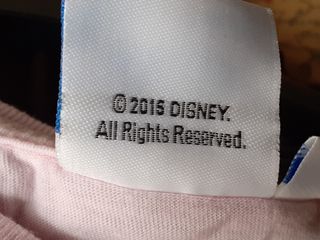 © 2015 DISNEY.
All Rights Reserved.